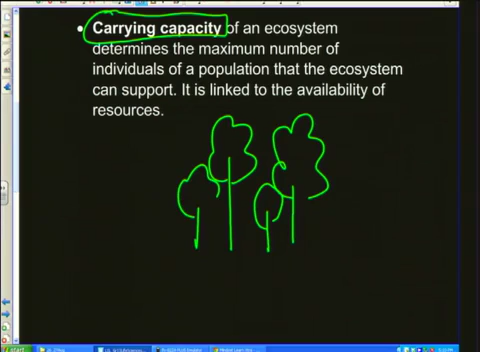 • Carrying capacity of an ecosystem
determines the maximum number of
individuals of a population that the ecosystem
can support. It is linked to the availability of
resources.
start